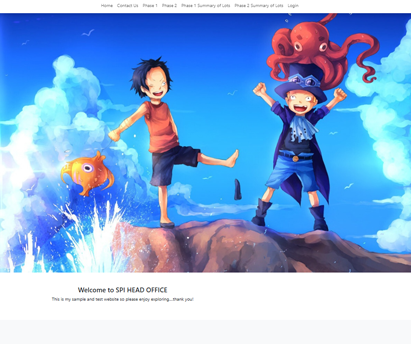 Home Contact Us Phase 1 Phase 2 Phase 1 Summary of Lots Phase 2 Summary of Lots Login
Welcome to SPI HEAD OFFICE
This is my sample and test website so please enjoy exploring...thank you!